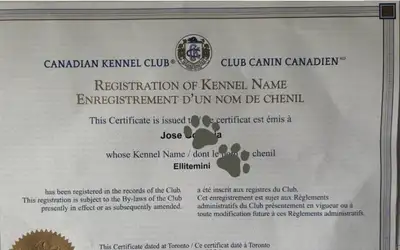 CANADIAN KENNEL CLUB® CLUB CANIN CANADIEN
REGISTRATION OF KENNEL NAME
ENREGISTREMENT D'UN NOM DE CHENIL
This Certificate is issued certificat est émis à
Jose
whose Kennel Name / dont le chenil
Ellitemini
has been registered in the records of the Club.
This registration is subject to the By-laws of the Club
presently in effect or as subsequently amended.
a été inscrit aux registres du Club.
Cet enregistrement est sujet aux Règlements
administratifs du Club présentement en vigueur ou à
toute modification future à ces Règlements administratifs.
This Certificate dated at Toronto / Ce certificat daté à Toronto